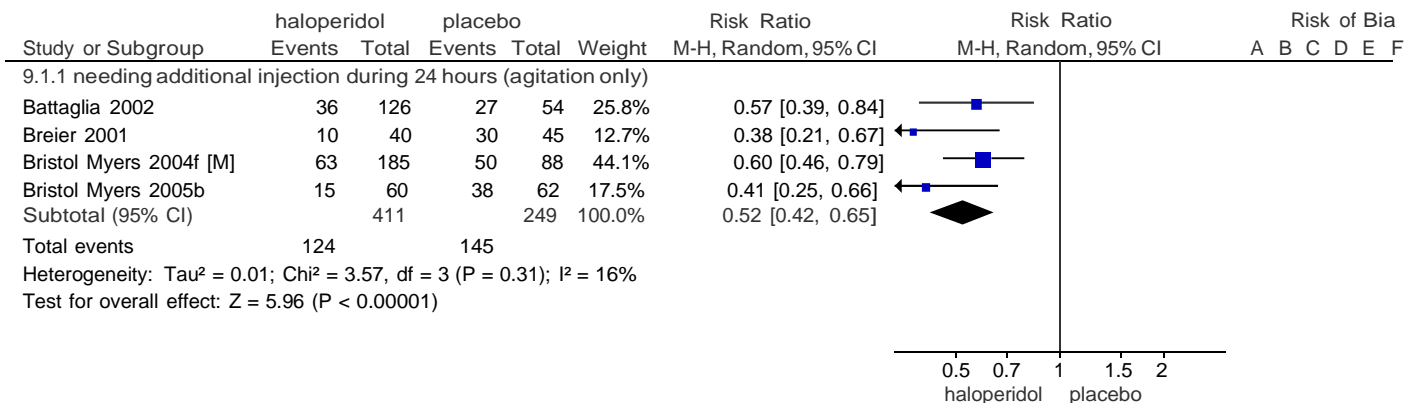 haloperidol placebo Risk Ratio Risk Ratio Risk of Bia
Study or Subgroup Events Total Events Total Weight M-H, Random, 95% CI M-H, Random, 95% CI A B C D E F
9.1.1 needing additional injection during 24 hours (agitation only)
Battaglia 2002 36 126 27 54 25.8% 0.57 [0.39, 0.84]
Breier 2001 10 40 30 45 12.7% 0.38 [0.21, 0.67]
Bristol Myers 2004f [M] 63 185 50 88 44.1% 0.60 [0.46, 0.79]
Bristol Myers 2005b 15 60 38 62 17.5% 0.41 [0.25, 0.66]
Subtotal (95% CI) 411 249 100.0% 0.52 [0.42, 0.65]
Total events 124 145
Heterogeneity: Tau² = 0.01; Chi² = 3.57, df = 3 (P = 0.31); I² = 16%
Test for overall effect: Z = 5.96 (P < 0.00001)
0.5 0.7 1 1.5 2
haloperidol placebo